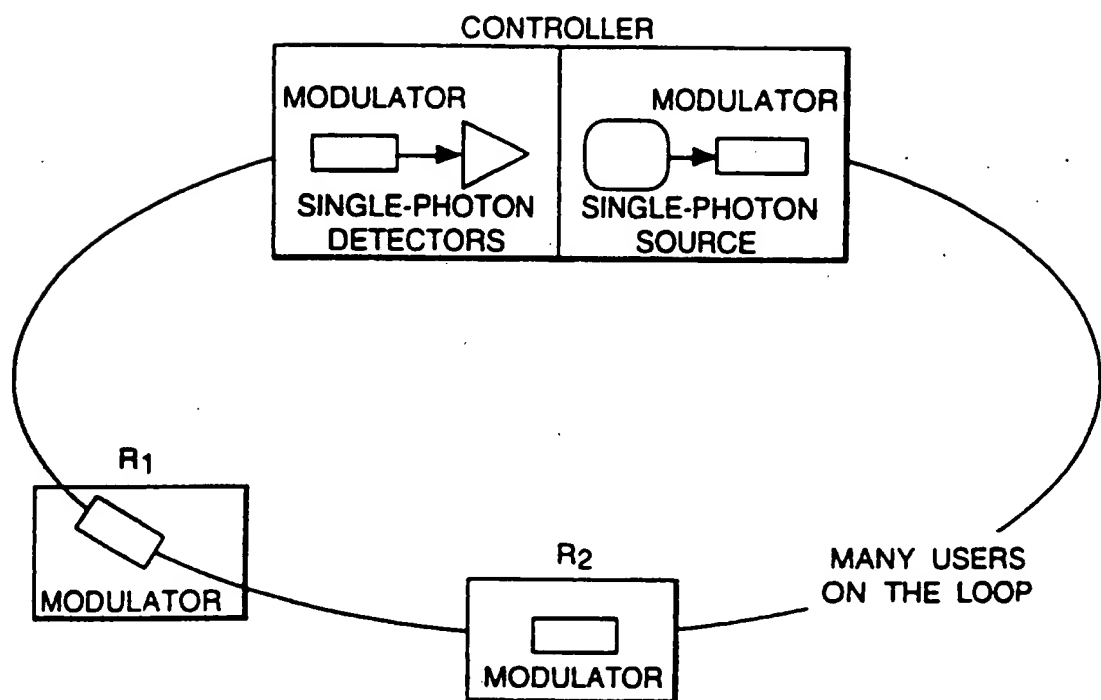 CONTROLLER
MODULATOR
SINGLE-PHOTON
DETECTORS
MODULATOR
SINGLE-PHOTON
SOURCE
R1
MODULATOR
R2
MODULATOR
MANY USERS
ON THE LOOP